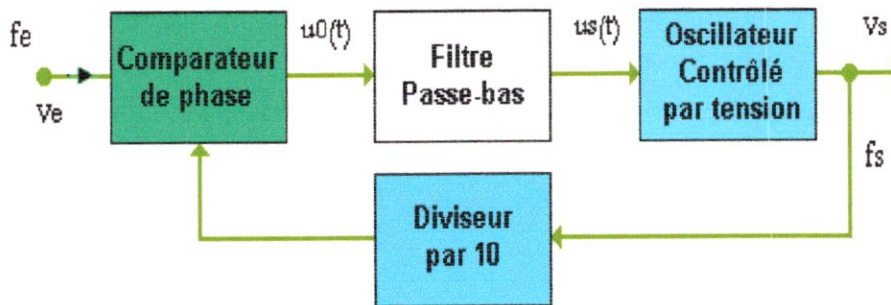 fe
Ve
Comparateur
de phase
u0(t)
Filtre
Passe-bas
us(t)
Oscillateur
Contrôlé
par tension
Vs
fs
Diviseur
par 10